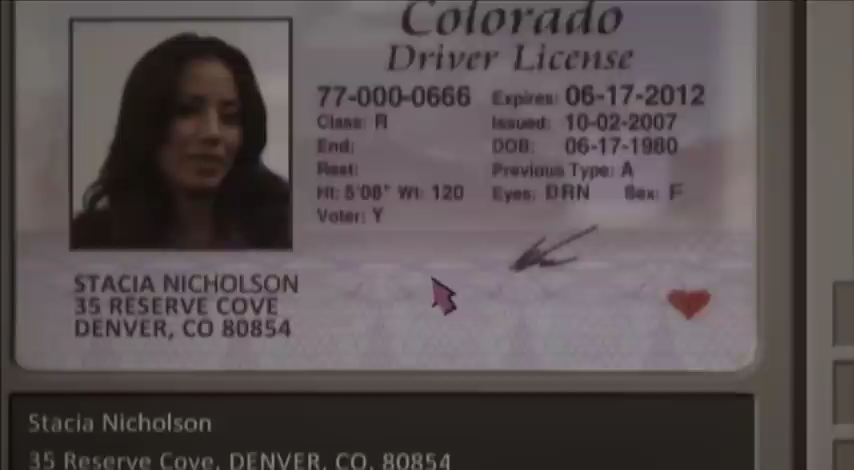 Colorado
Driver License
77-000-0666 Expires: 06-17-2012
Class: R Issued: 10-02-2007
End: DOB: 06-17-1980
Rest: Previous Type: A
Ht: 5'08" Wt: 120 Eyes: DRN Sex: F
Voter: Y
STACIA NICHOLSON
35 RESERVE COVE
DENVER, CO 80854
Stacia Nicholson
35 Reserve Cove, DENVER, CO, 80854